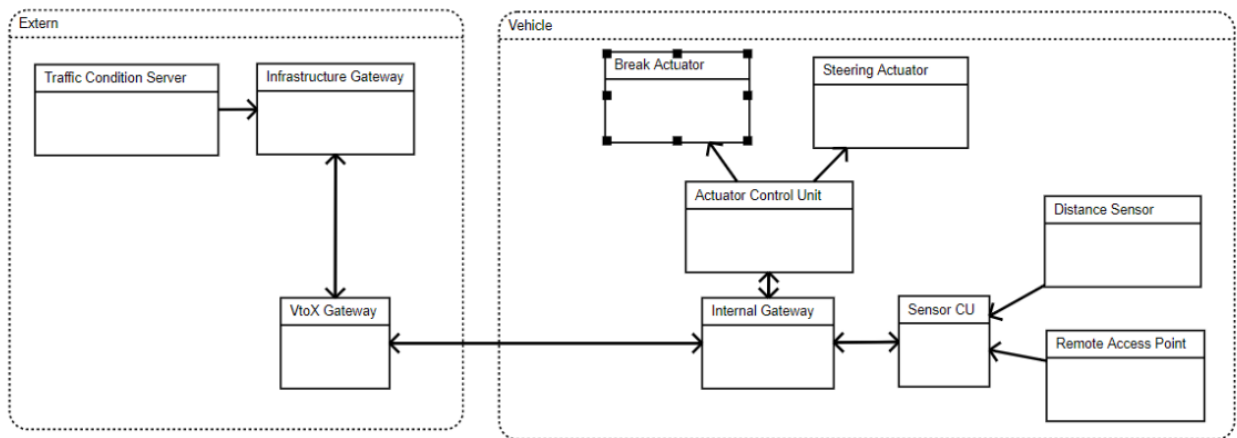 Extern
Traffic Condition Server
Infrastructure Gateway
VtoX Gateway
Vehicle
Break Actuator
Steering Actuator
Actuator Control Unit
Distance Sensor
Internal Gateway
Sensor CU
Remote Access Point